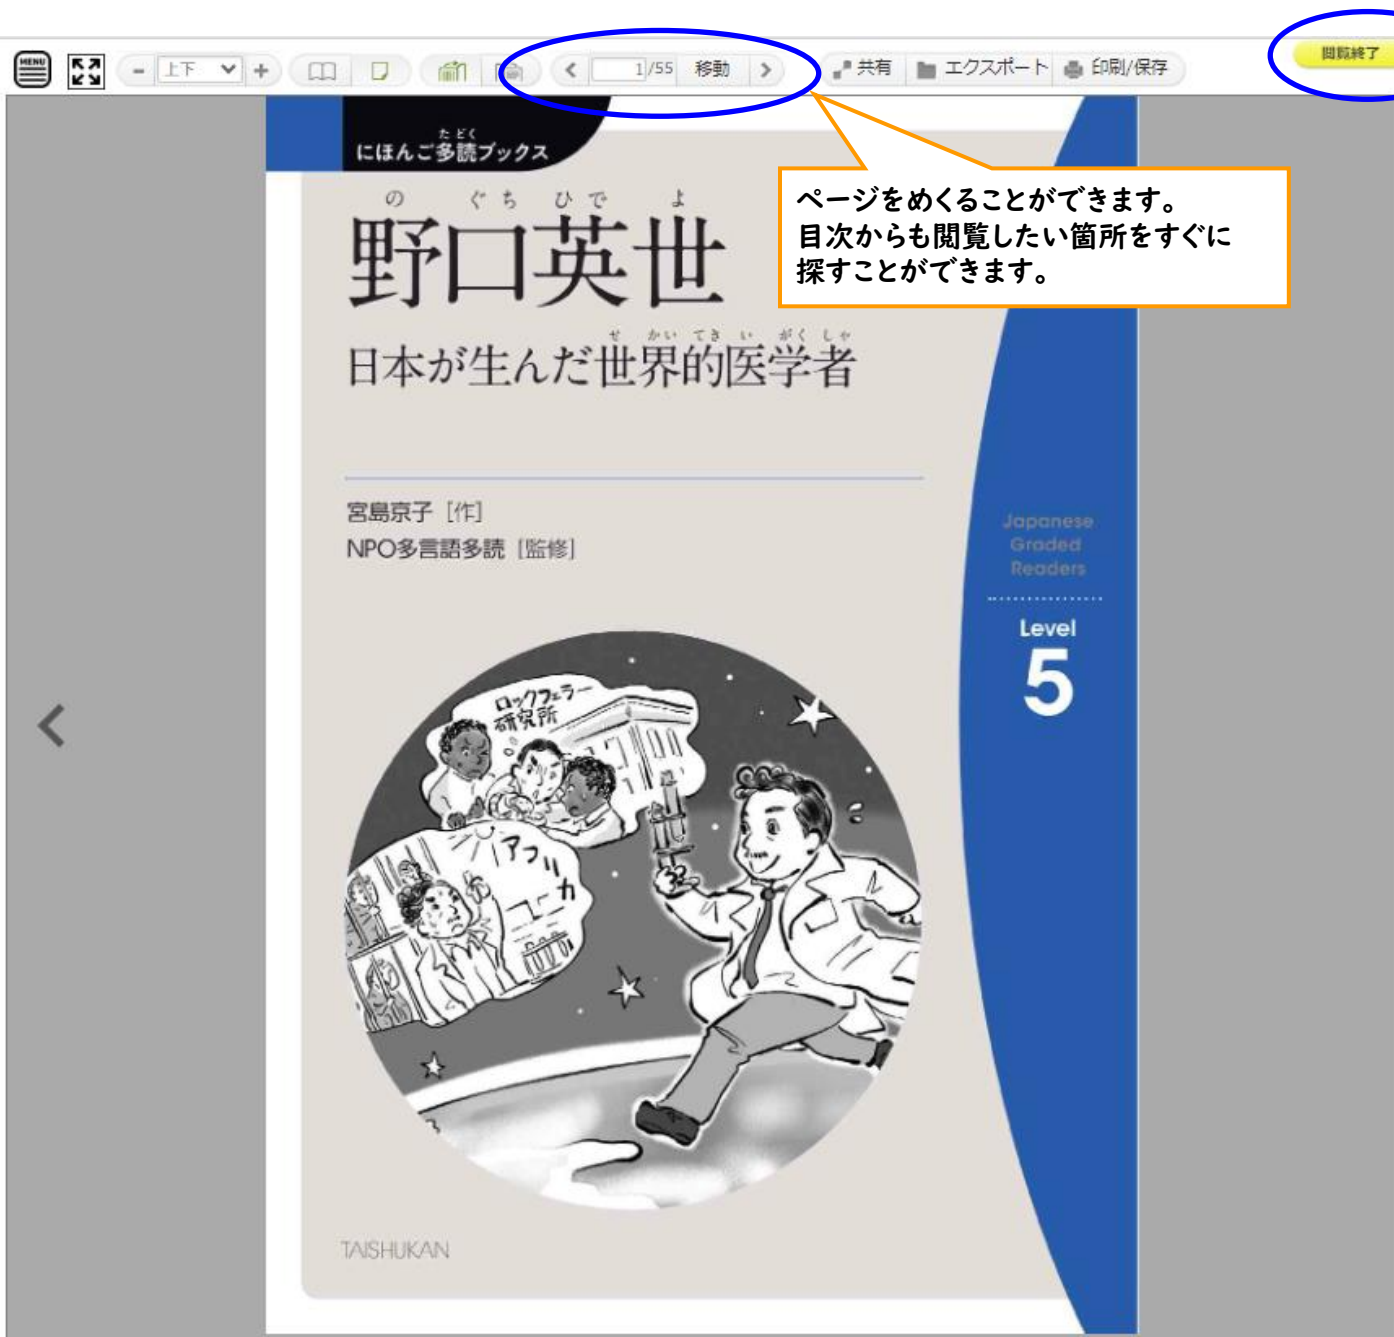 MENU
- 上下 +
1/55 移動
共有 エクスポート 印刷/保存
閲覧終了
ページをめくることができます。
目次からも閲覧したい箇所をすぐに
探すことができます。
たどく
にほんご多読ブックス
のぐちひでよ
野口英世
せかいてきいがくしゃ
日本が生んだ世界的医学者
宮島京子 [作]
NPO多言語多読 [監修]
Japanese
Graded
Readers
Level
5
ロックフェラー
研究所
アフリカ
TAISHUKAN